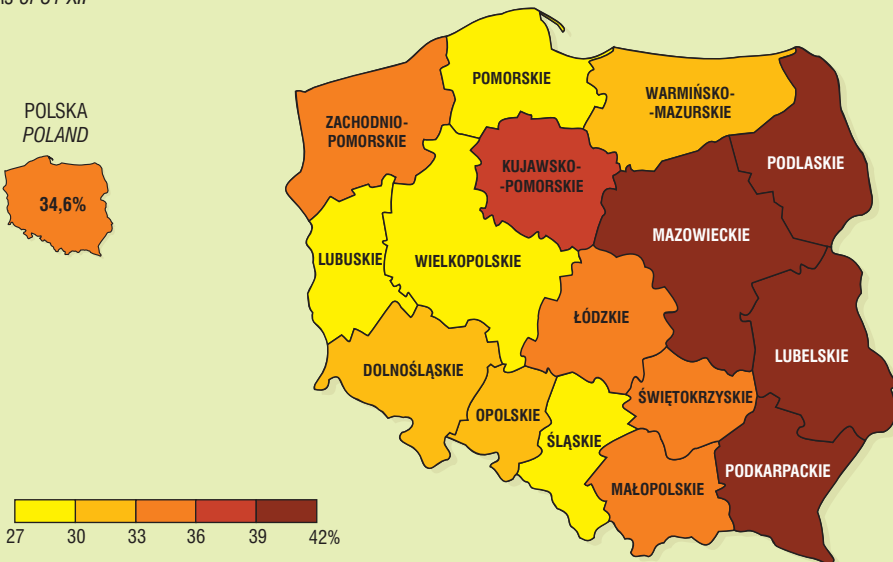 POLSKA
POLAND
34,6%
POMORSKIE
WARMIŃSKO-
-MAZURSKIE
ZACHODNIO-
POMORSKIE
PODLASKIE
KUJAWSKO-
-POMORSKIE
MAZOWIECKIE
LUBUSKIE
WIELKOPOLSKIE
ŁÓDZKIE
LUBELSKIE
DOLNOŚLĄSKIE
ŚWIĘTOKRZYSKIE
OPOLSKIE
ŚLĄSKIE
PODKARPACKIE
MAŁOPOLSKIE
27 30 33 36 39 42%